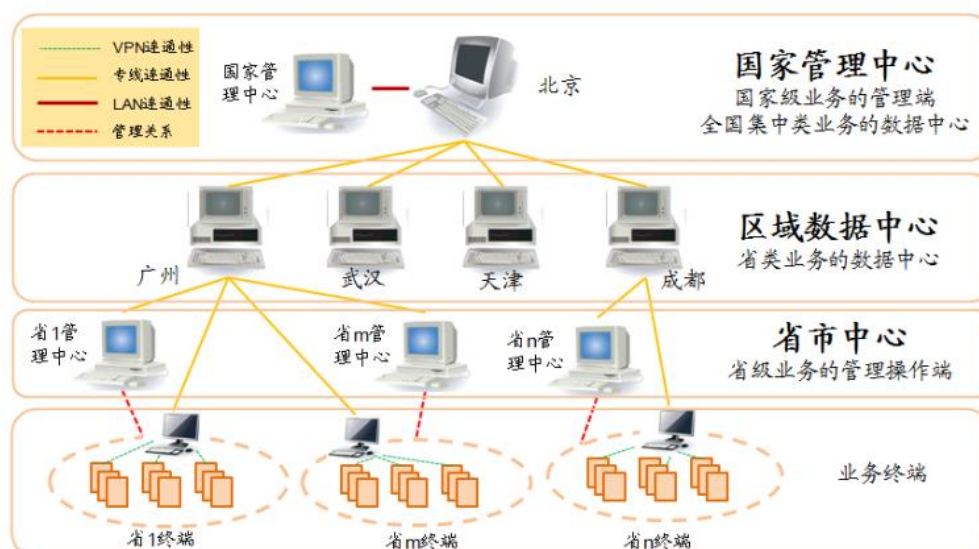 VPN连通性
专线连通性
LAN连通性
管理关系
国家管
理中心
北京
国家管理中心
国家级业务的管理端
全国集中类业务的数据中心
广州
武汉
天津
成都
区域数据中心
省类业务的数据中心
省1管
理中心
省m管
理中心
省n管
理中心
省市中心
省级业务的管理操作端
业务终端
省1终端
省m终端
省n终端